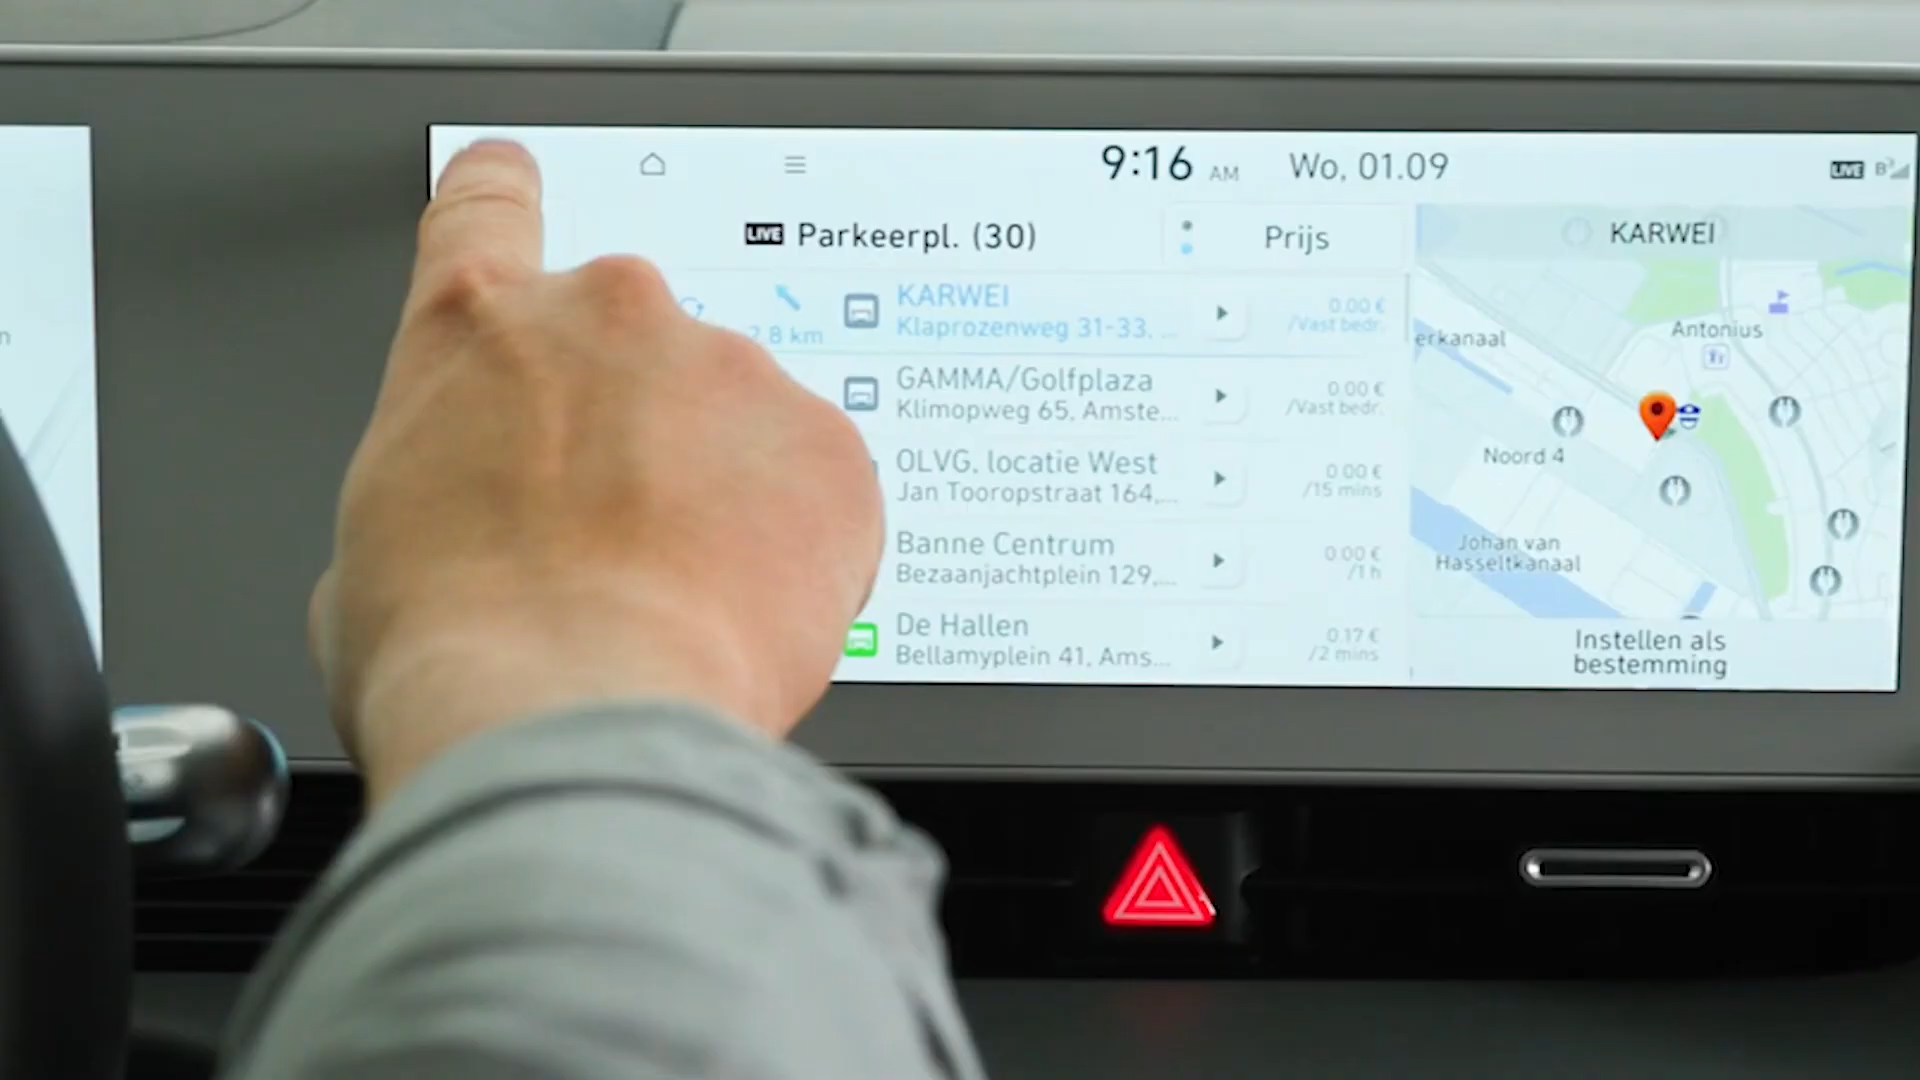 9:16 AM Wo, 01.09 LIVE
LIVE Parkeerpl. (30) Prijs
KARWEI
KARWEI
Klaprozenweg 31-33, ...
2.8 km
0.00 €
/Vast bedr.
GAMMA/Golfplaza
Klimopweg 65, Amste...
0.00 €
/Vast bedr.
OLVG, locatie West
Jan Tooropstraat 164,...
0.00 €
/15 mins
Banne Centrum
Bezaanjachtplein 129,...
0.00 €
/1 h
De Hallen
Bellamyplein 41, Ams...
0.17 €
/2 mins
erkanaal
Antonius
Noord 4
Johan van
Hasseltkanaal
Instellen als
bestemming